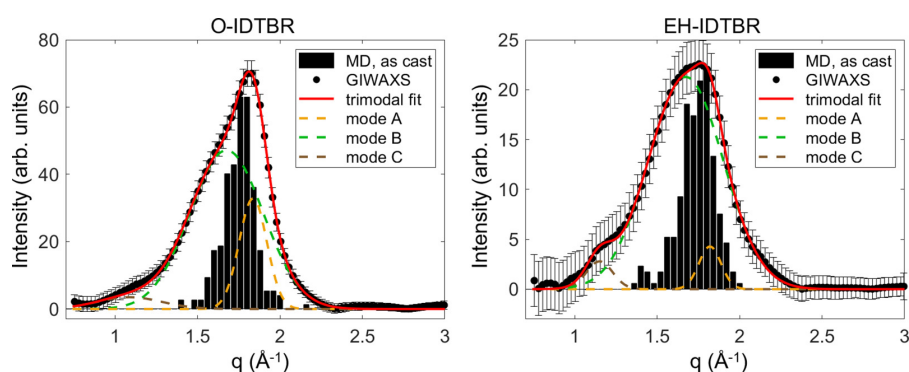 O-IDTBR
80
60
40
20
0
Intensity (arb. units)
MD, as cast
GIWAXS
trimodal fit
mode A
mode B
mode C
1
1.5
2
2.5
3
q (Å⁻¹)
EH-IDTBR
25
20
15
10
5
0
Intensity (arb. units)
MD, as cast
GIWAXS
trimodal fit
mode A
mode B
mode C
1
1.5
2
2.5
3
q (Å⁻¹)